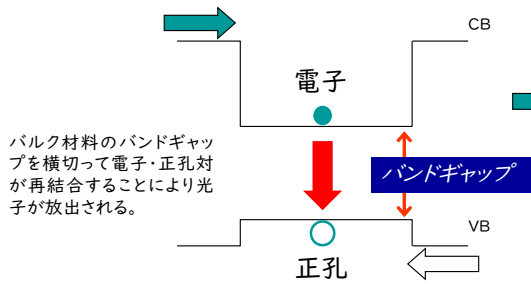 CB
電子
バルク材料のバンドギャッ
プを横切って電子・正孔対
が再結合することにより光
子が放出される。
バンドギャップ
VB
正孔